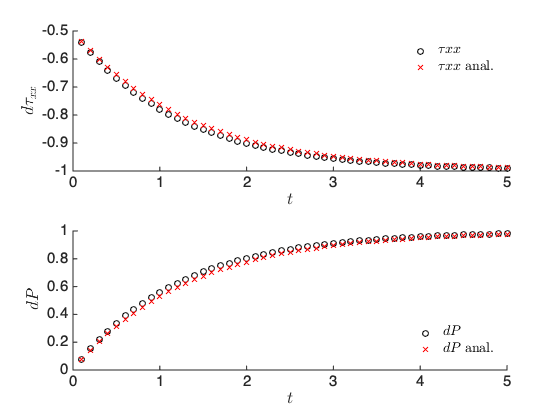 -0.5
-0.6
-0.7
-0.8
-0.9
-1
dτxx
τxx
τxx anal.
0 1 2 3 4 5
t
1
0.8
0.6
0.4
0.2
0
dP
dP
dP anal.
0 1 2 3 4 5
t